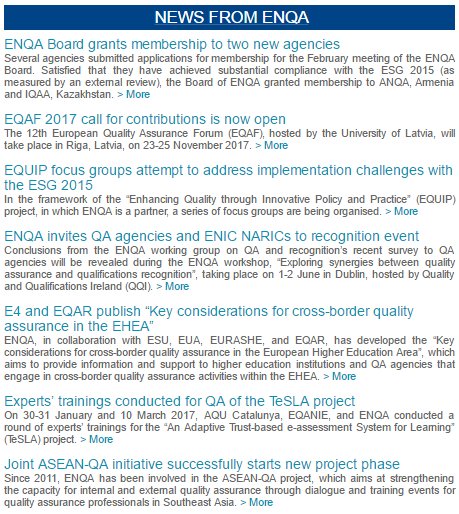 NEWS FROM ENQA
ENQA Board grants membership to two new agencies
Several agencies submitted applications for membership for the February meeting of the ENQA
Board. Satisfied that they have achieved substantial compliance with the ESG 2015 (as
measured by an external review), the Board of ENQA granted membership to ANQA, Armenia
and IQAA, Kazakhstan. > More
EQAF 2017 call for contributions is now open
The 12th European Quality Assurance Forum (EQAF), hosted by the University of Latvia, will
take place in Riga, Latvia, on 23-25 November 2017. > More
EQUIP focus groups attempt to address implementation challenges with
the ESG 2015
In the framework of the “Enhancing Quality through Innovative Policy and Practice” (EQUIP)
project, in which ENQA is a partner, a series of focus groups are being organised. > More
ENQA invites QA agencies and ENIC NARICs to recognition event
Conclusions from the ENQA working group on QA and recognition’s recent survey to QA
agencies will be revealed during the ENQA workshop, “Exploring synergies between quality
assurance and qualifications recognition”, taking place on 1-2 June in Dublin, hosted by Quality
and Qualifications Ireland (QQI). > More
E4 and EQAR publish “Key considerations for cross-border quality
assurance in the EHEA”
ENQA, in collaboration with ESU, EUA, EURASHE, and EQAR, has developed the “Key
considerations for cross-border quality assurance in the European Higher Education Area”, which
aims to provide information and support to higher education institutions and QA agencies that
engage in cross-border quality assurance activities within the EHEA. > More
Experts’ trainings conducted for QA of the TeSLA project
On 30-31 January and 10 March 2017, AQU Catalunya, EQANIE, and ENQA conducted a
round of experts’ trainings for the “An Adaptive Trust-based e-assessment System for Learning”
(TeSLA) project. > More
Joint ASEAN-QA initiative successfully starts new project phase
Since 2011, ENQA has been involved in the ASEAN-QA project, which aims at strengthening
the capacity for internal and external quality assurance through dialogue and training events for
quality assurance professionals in Southeast Asia. > More